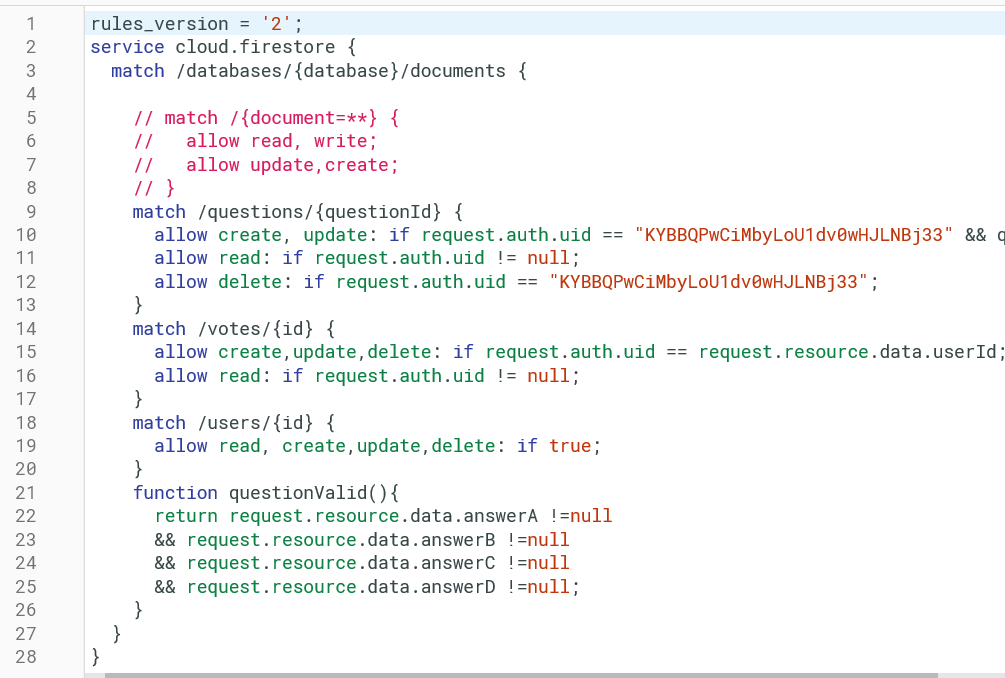 1 rules_version = '2';
2 service cloud.firestore {
3 match /databases/{database}/documents {
4
5 // match /{document=**} {
6 // allow read, write;
7 // allow update,create;
8 // }
9 match /questions/{questionId} {
10 allow create, update: if request.auth.uid == "KYBBQPwCiMbyLoU1dv0wHJLNBj33" &&
11 allow read: if request.auth.uid != null;
12 allow delete: if request.auth.uid == "KYBBQPwCiMbyLoU1dv0wHJLNBj33";
13 }
14 match /votes/{id} {
15 allow create,update,delete: if request.auth.uid == request.resource.data.userId;
16 allow read: if request.auth.uid != null;
17 }
18 match /users/{id} {
19 allow read, create,update,delete: if true;
20 }
21 function questionValid(){
22 return request.resource.data.answerA !=null
23 && request.resource.data.answerB !=null
24 && request.resource.data.answerC !=null
25 && request.resource.data.answerD !=null;
26 }
27 }
28 }